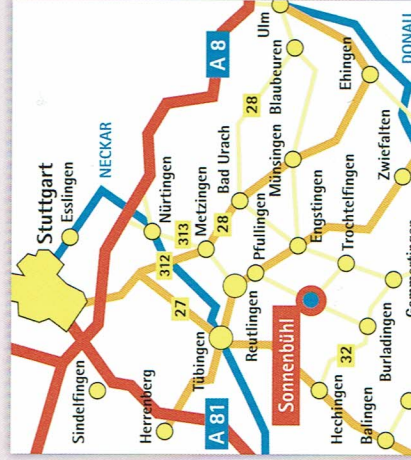 Stuttgart
Esslingen
NECKAR
A 8
Ulm
Blaubeuren
28
Ehingen
DONAU
Sindelfingen
Nürtingen
313
312
Metzingen
28
Bad Urach
Münsingen
Zwiefalten
Herrenberg
27
Pfullingen
Engstingen
Trochtelfingen
Tübingen
Reutlingen
A 81
Sonnenbühl
32
Burladingen
Hechingen
Balingen